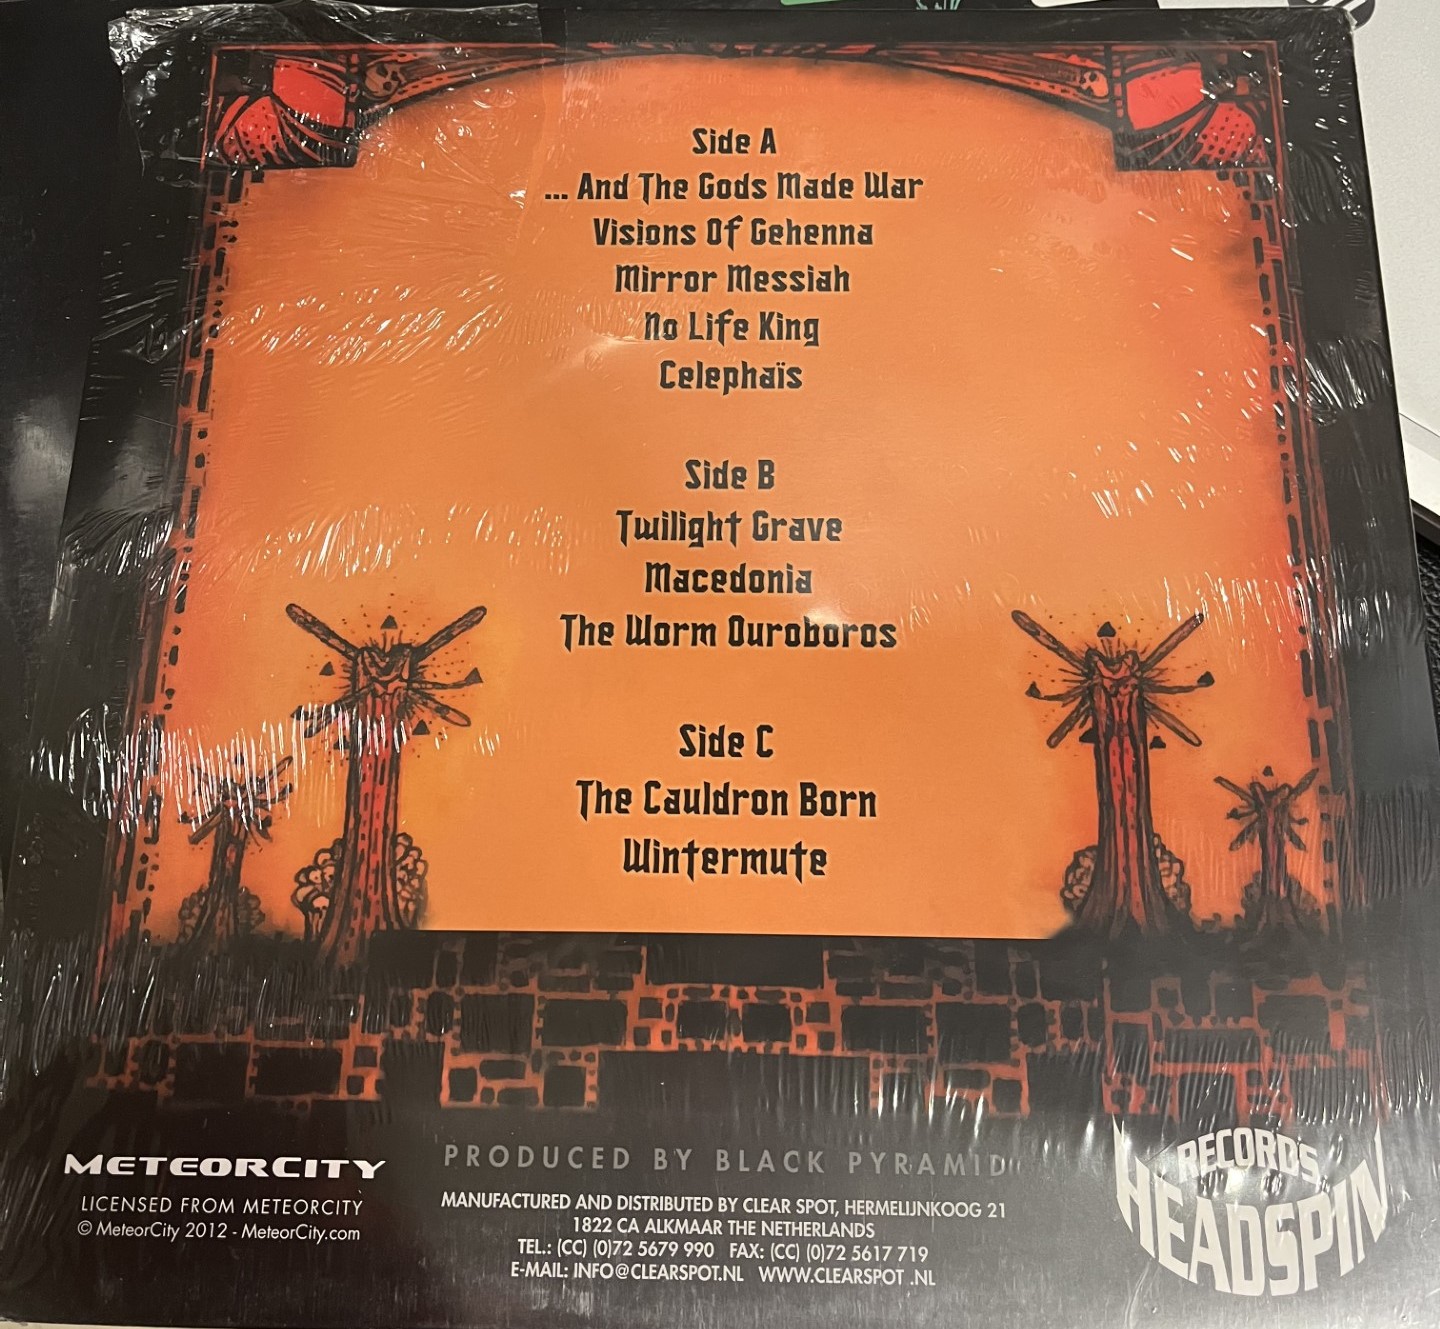 Side A
... And The Gods Made War
Visions Of Gehenna
Mirror Messiah
No Life King
Celephaïs
Side B
Twilight Grave
Macedonia
The Worm Ouroboros
Side C
The Cauldron Born
Wintermute
METEORCITY
LICENSED FROM METEORCITY
© MeteorCity 2012 - MeteorCity.com
PRODUCED BY BLACK PYRAMID
MANUFACTURED AND DISTRIBUTED BY CLEAR SPOT, HERMELIJNKOOG 21
1822 CA ALKMAAR THE NETHERLANDS
TEL.: (CC) (0)72 5679 990 FAX: (CC) (0)72 5617 719
E-MAIL: INFO@CLEARSPOT.NL WWW.CLEARSPOT .NL
RECORDS
HEADSPIN